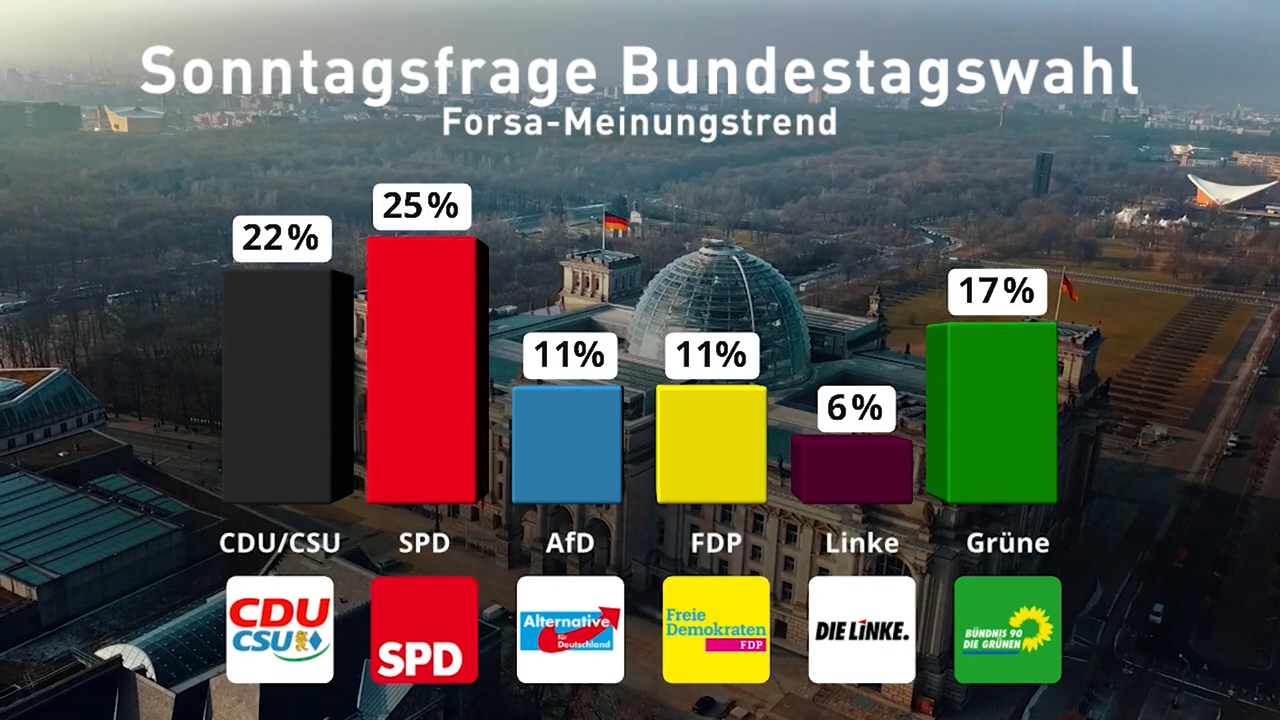 Sonntagsfrage Bundestagswahl
Forsa-Meinungstrend
22%
25%
11%
11%
6%
17%
CDU/CSU
SPD
AfD
FDP
Linke
Grüne
CDU
CSU
SPD
Alternative
für
Deutschland
Freie
Demokraten
FDP
DIE LiNKE.
BÜNDNIS 90
DIE GRÜNEN